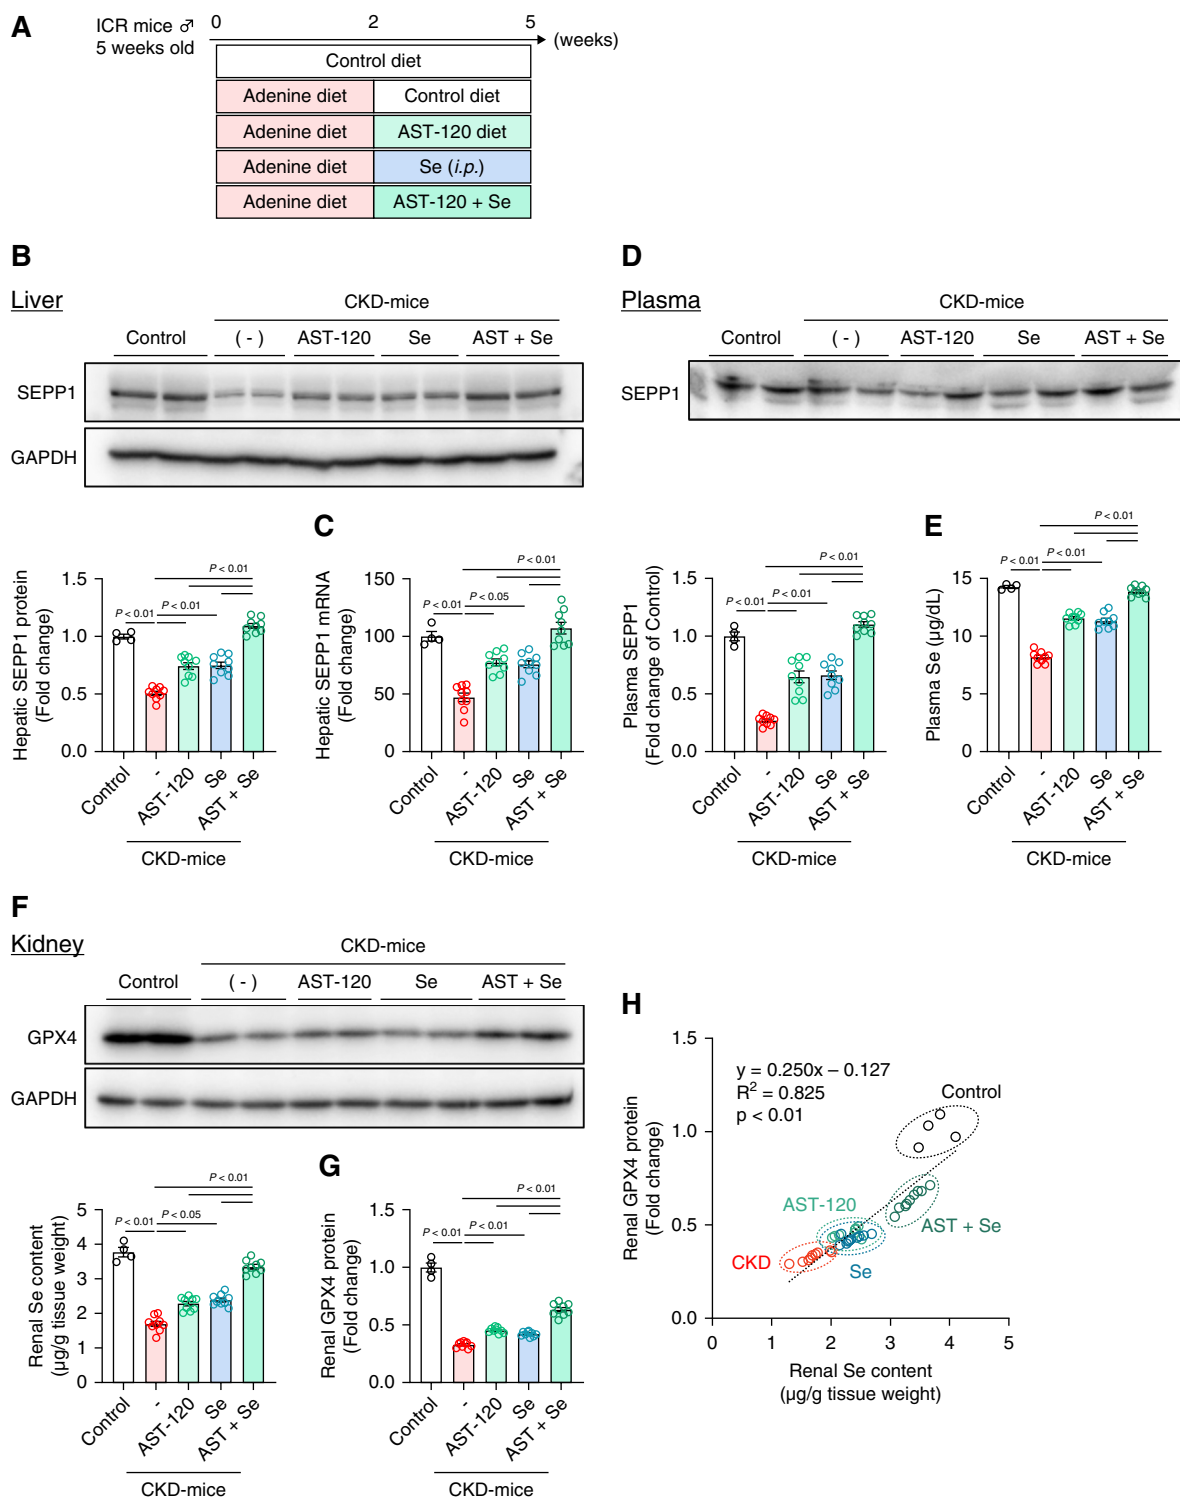 A
ICR mice ♂
5 weeks old
0 2 5
(weeks)
Control diet
Adenine diet Control diet
Adenine diet AST-120 diet
Adenine diet Se (i.p.)
Adenine diet AST-120 + Se
B
Liver
CKD-mice
Control ( - ) AST-120 Se AST + Se
SEPP1
GAPDH
D
Plasma
CKD-mice
Control ( - ) AST-120 Se AST + Se
SEPP1
Hepatic SEPP1 protein
(Fold change)
1.5
1.0
0.5
0.0
P < 0.01
P < 0.01
P < 0.01
Control
-
AST-120
Se
AST + Se
CKD-mice
C
Hepatic SEPP1 mRNA
(Fold change)
150
100
50
0
P < 0.01
P < 0.05
P < 0.01
Control
-
AST-120
Se
AST + Se
CKD-mice
Plasma SEPP1
(Fold change of Control)
1.5
1.0
0.5
0.0
P < 0.01
P < 0.01
P < 0.01
Control
-
AST-120
Se
AST + Se
CKD-mice
E
Plasma Se (µg/dL)
15
10
5
0
P < 0.01
P < 0.01
P < 0.01
Control
-
AST-120
Se
AST + Se
CKD-mice
F
Kidney
CKD-mice
Control ( - ) AST-120 Se AST + Se
GPX4
GAPDH
Renal Se content
(µg/g tissue weight)
5
4
3
2
1
0
P < 0.01
P < 0.05
P < 0.01
Control
-
AST-120
Se
AST + Se
CKD-mice
G
Renal GPX4 protein
(Fold change)
1.5
1.0
0.5
0.0
P < 0.01
P < 0.01
P < 0.01
Control
-
AST-120
Se
AST + Se
CKD-mice
H
Renal GPX4 protein
(Fold change)
1.5
1.0
0.5
0.0
y = 0.250x – 0.127
R² = 0.825
p < 0.01
Control
AST-120
AST + Se
CKD
Se
0 1 2 3 4 5
Renal Se content
(µg/g tissue weight)